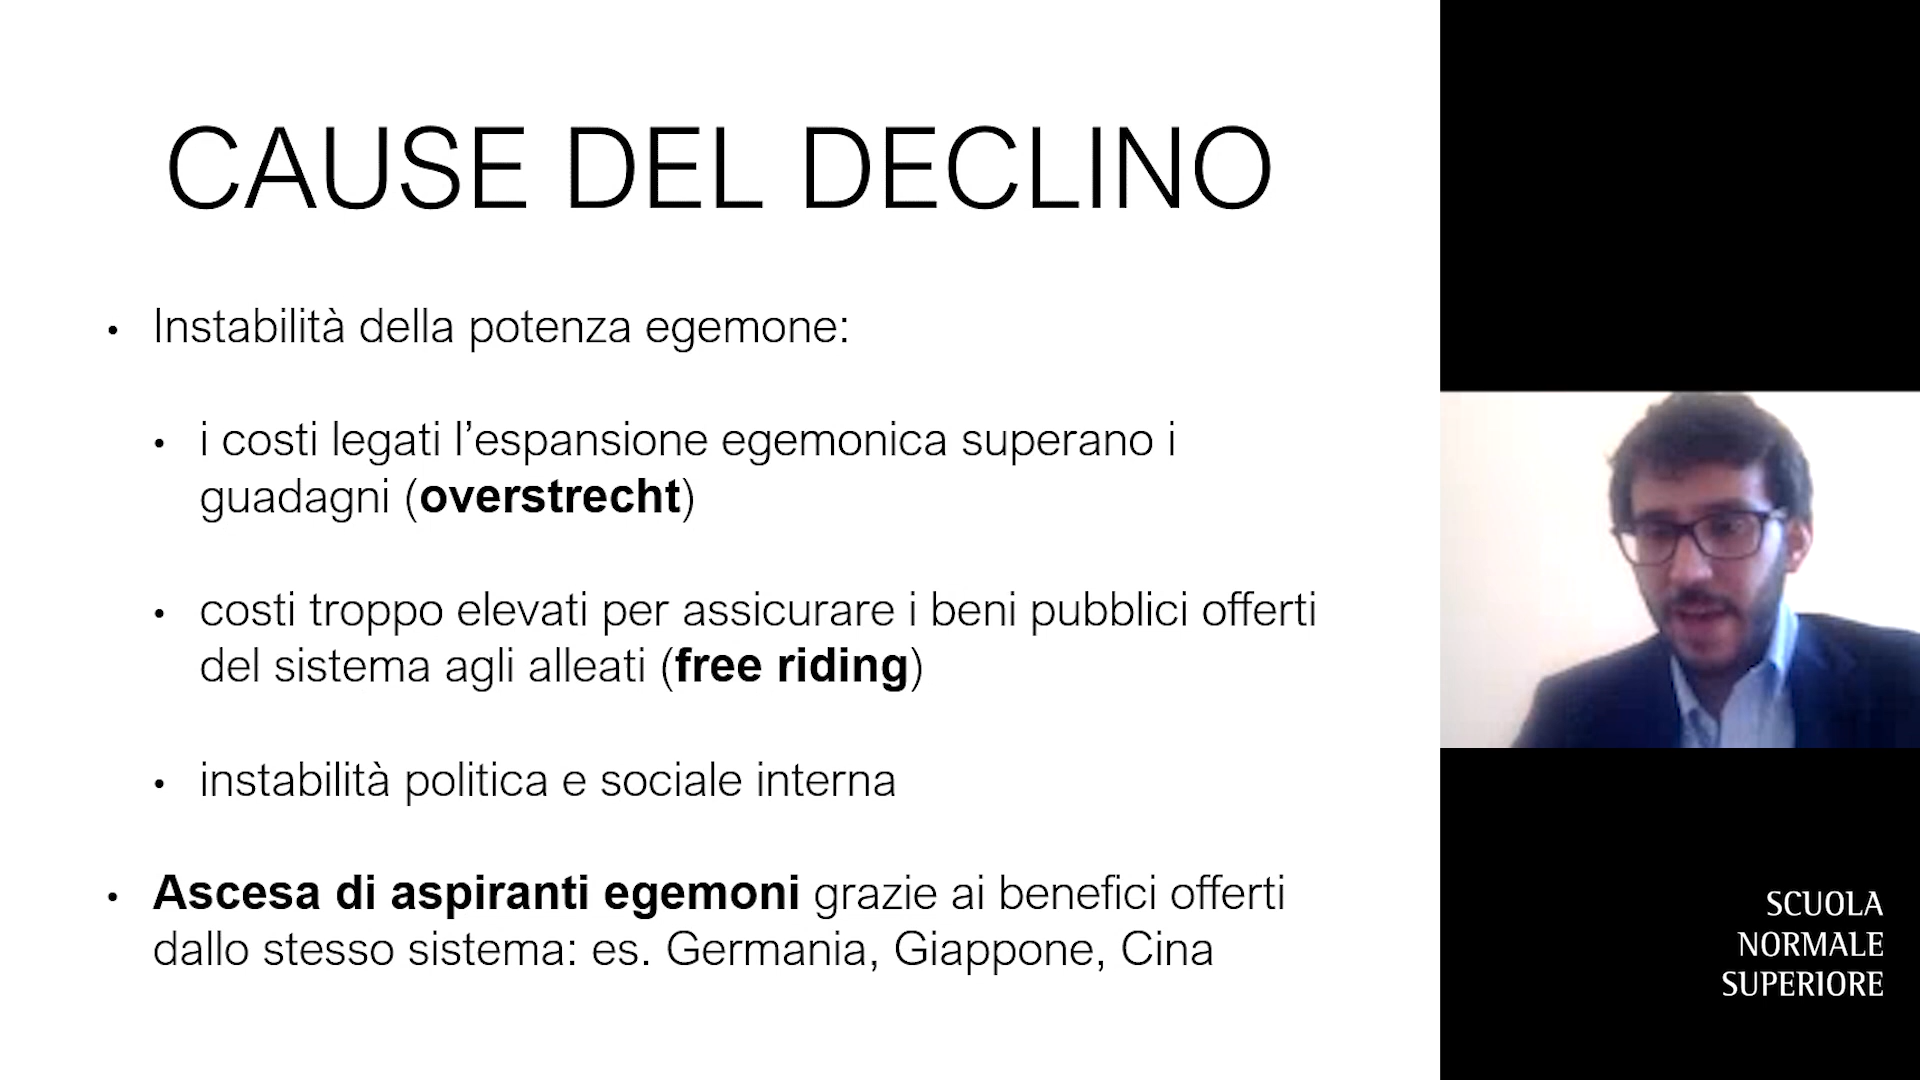 CAUSE DEL DECLINO
• Instabilità della potenza egemone:
• i costi legati l’espansione egemonica superano i
guadagni (overstrecht)
• costi troppo elevati per assicurare i beni pubblici offerti
del sistema agli alleati (free riding)
• instabilità politica e sociale interna
• Ascesa di aspiranti egemoni grazie ai benefici offerti
dallo stesso sistema: es. Germania, Giappone, Cina
SCUOLA
NORMALE
SUPERIORE